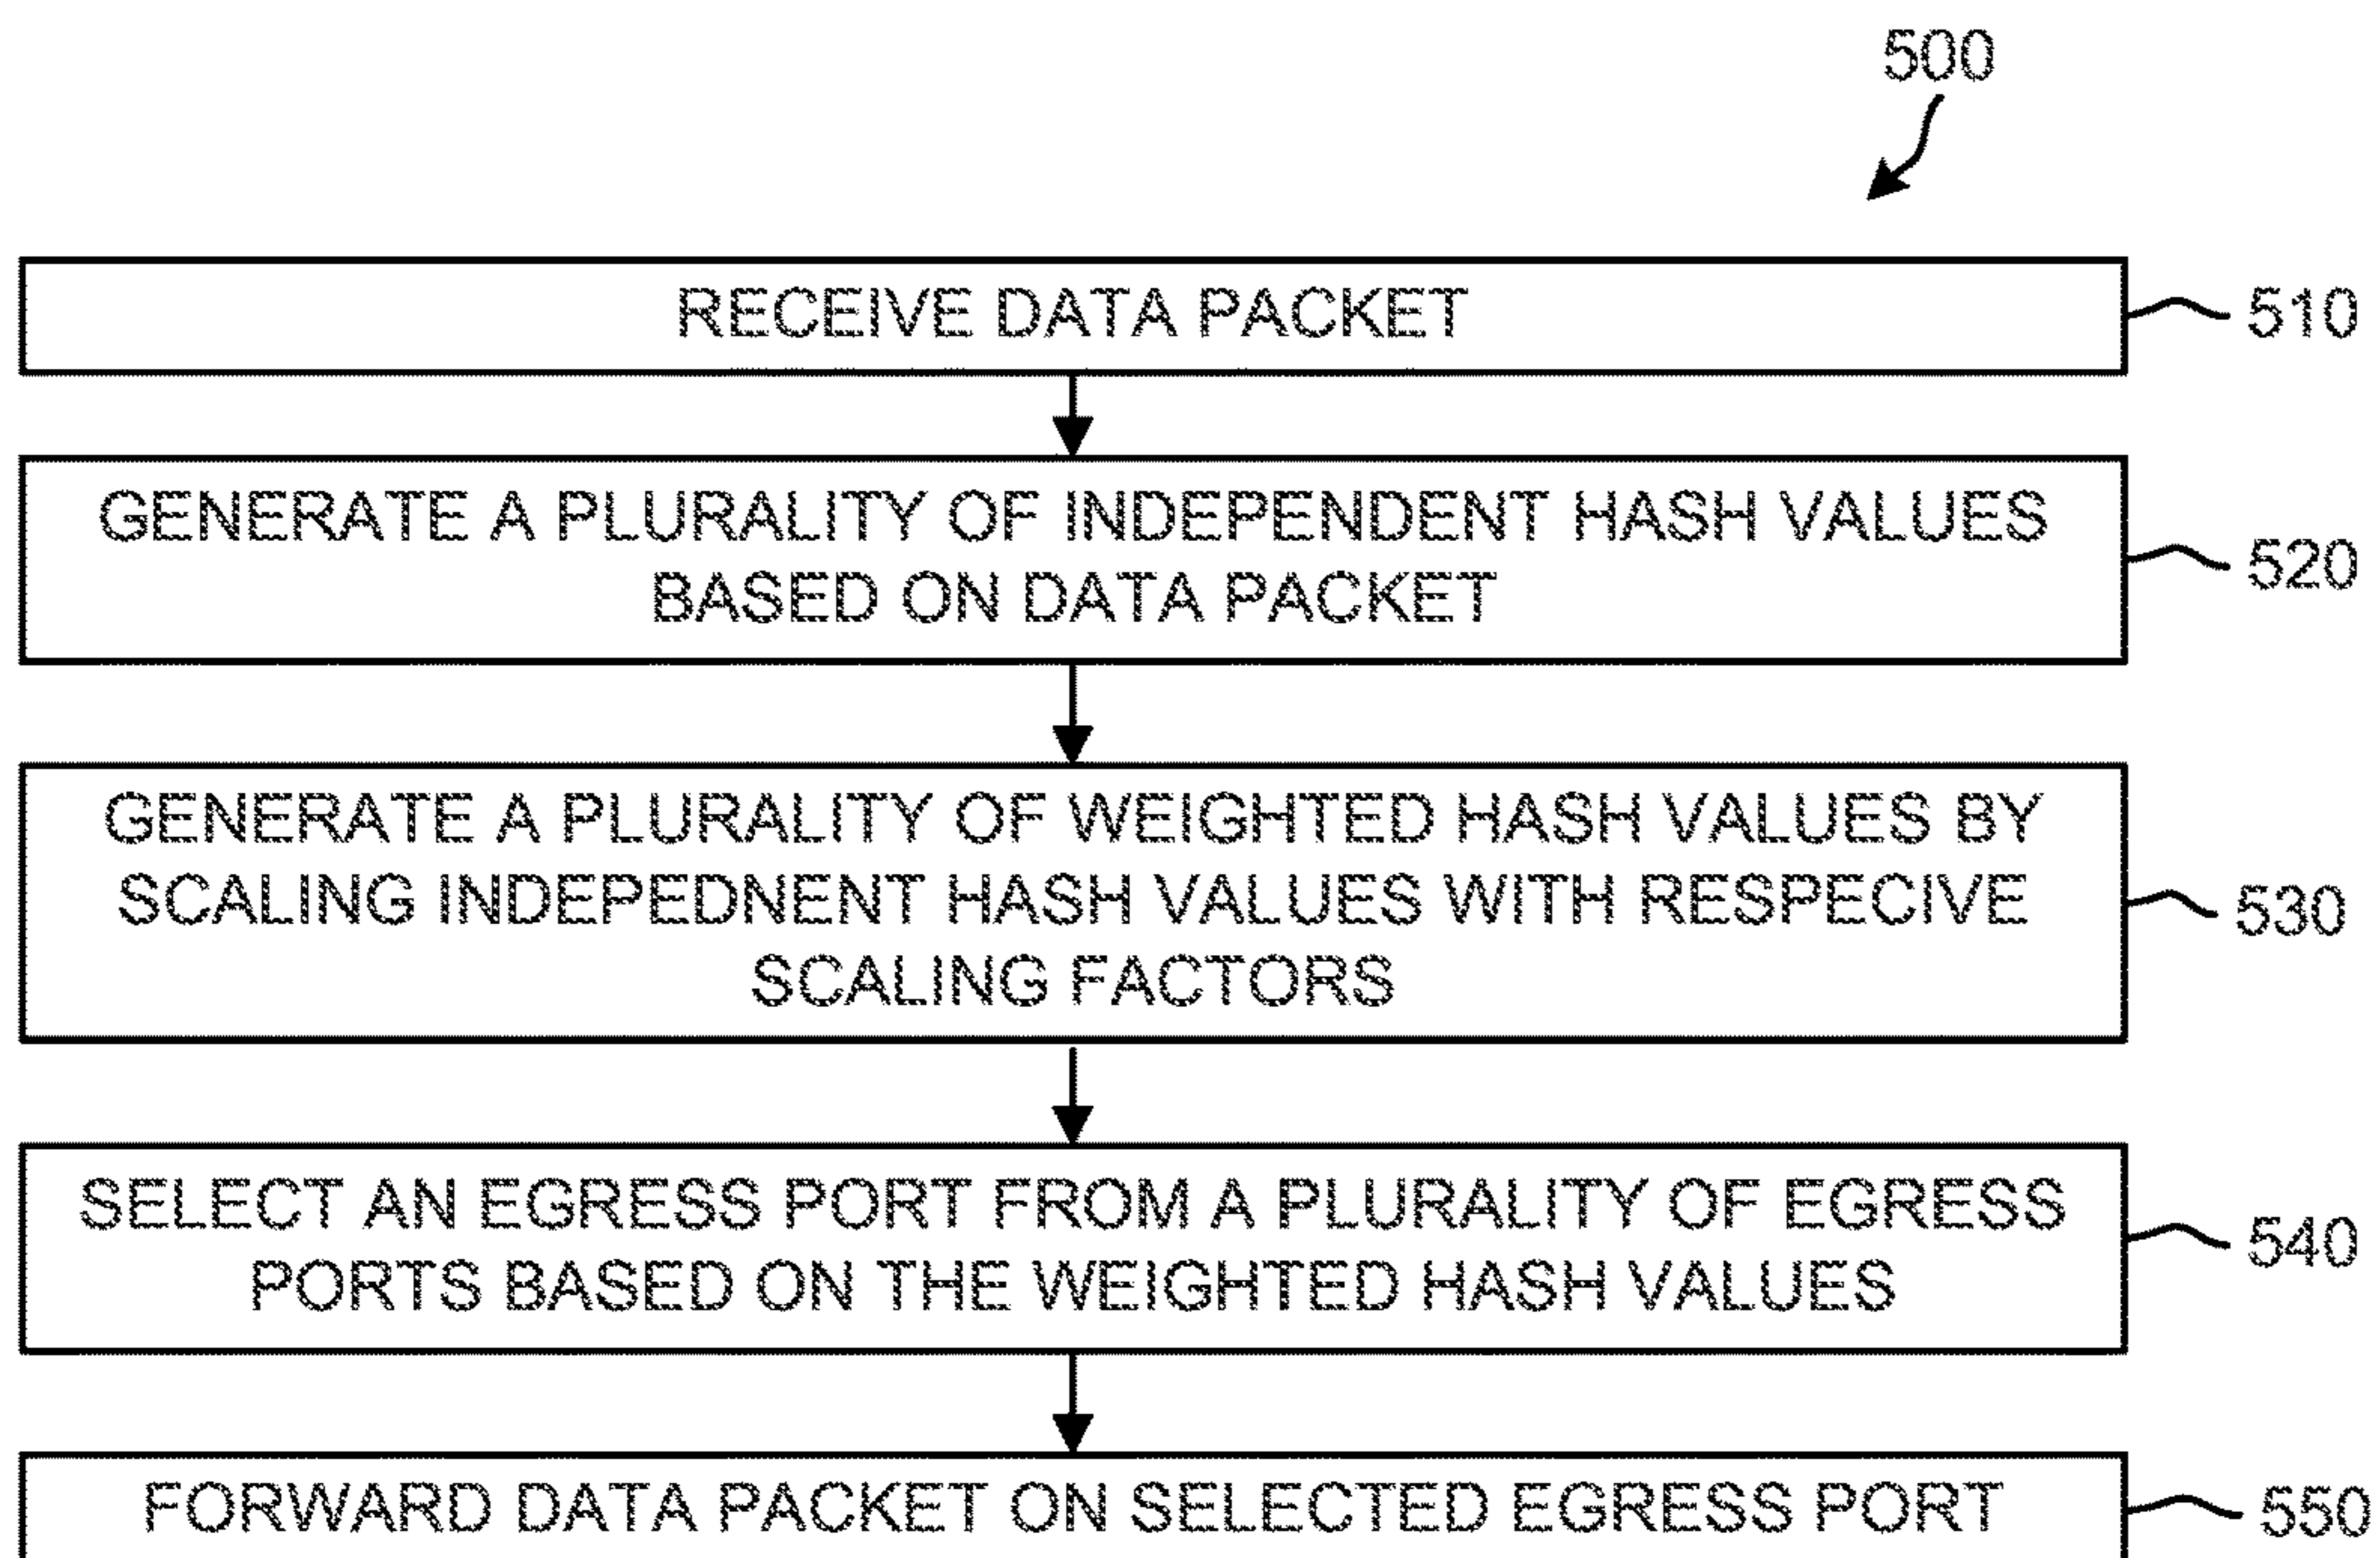 500
RECEIVE DATA PACKET
510
GENERATE A PLURALITY OF INDEPENDENT HASH VALUES
BASED ON DATA PACKET
520
GENERATE A PLURALITY OF WEIGHTED HASH VALUES BY
SCALING INDEPEDNENT HASH VALUES WITH RESPECIVE
SCALING FACTORS
530
SELECT AN EGRESS PORT FROM A PLURALITY OF EGRESS
PORTS BASED ON THE WEIGHTED HASH VALUES
540
FORWARD DATA PACKET ON SELECTED EGRESS PORT
550